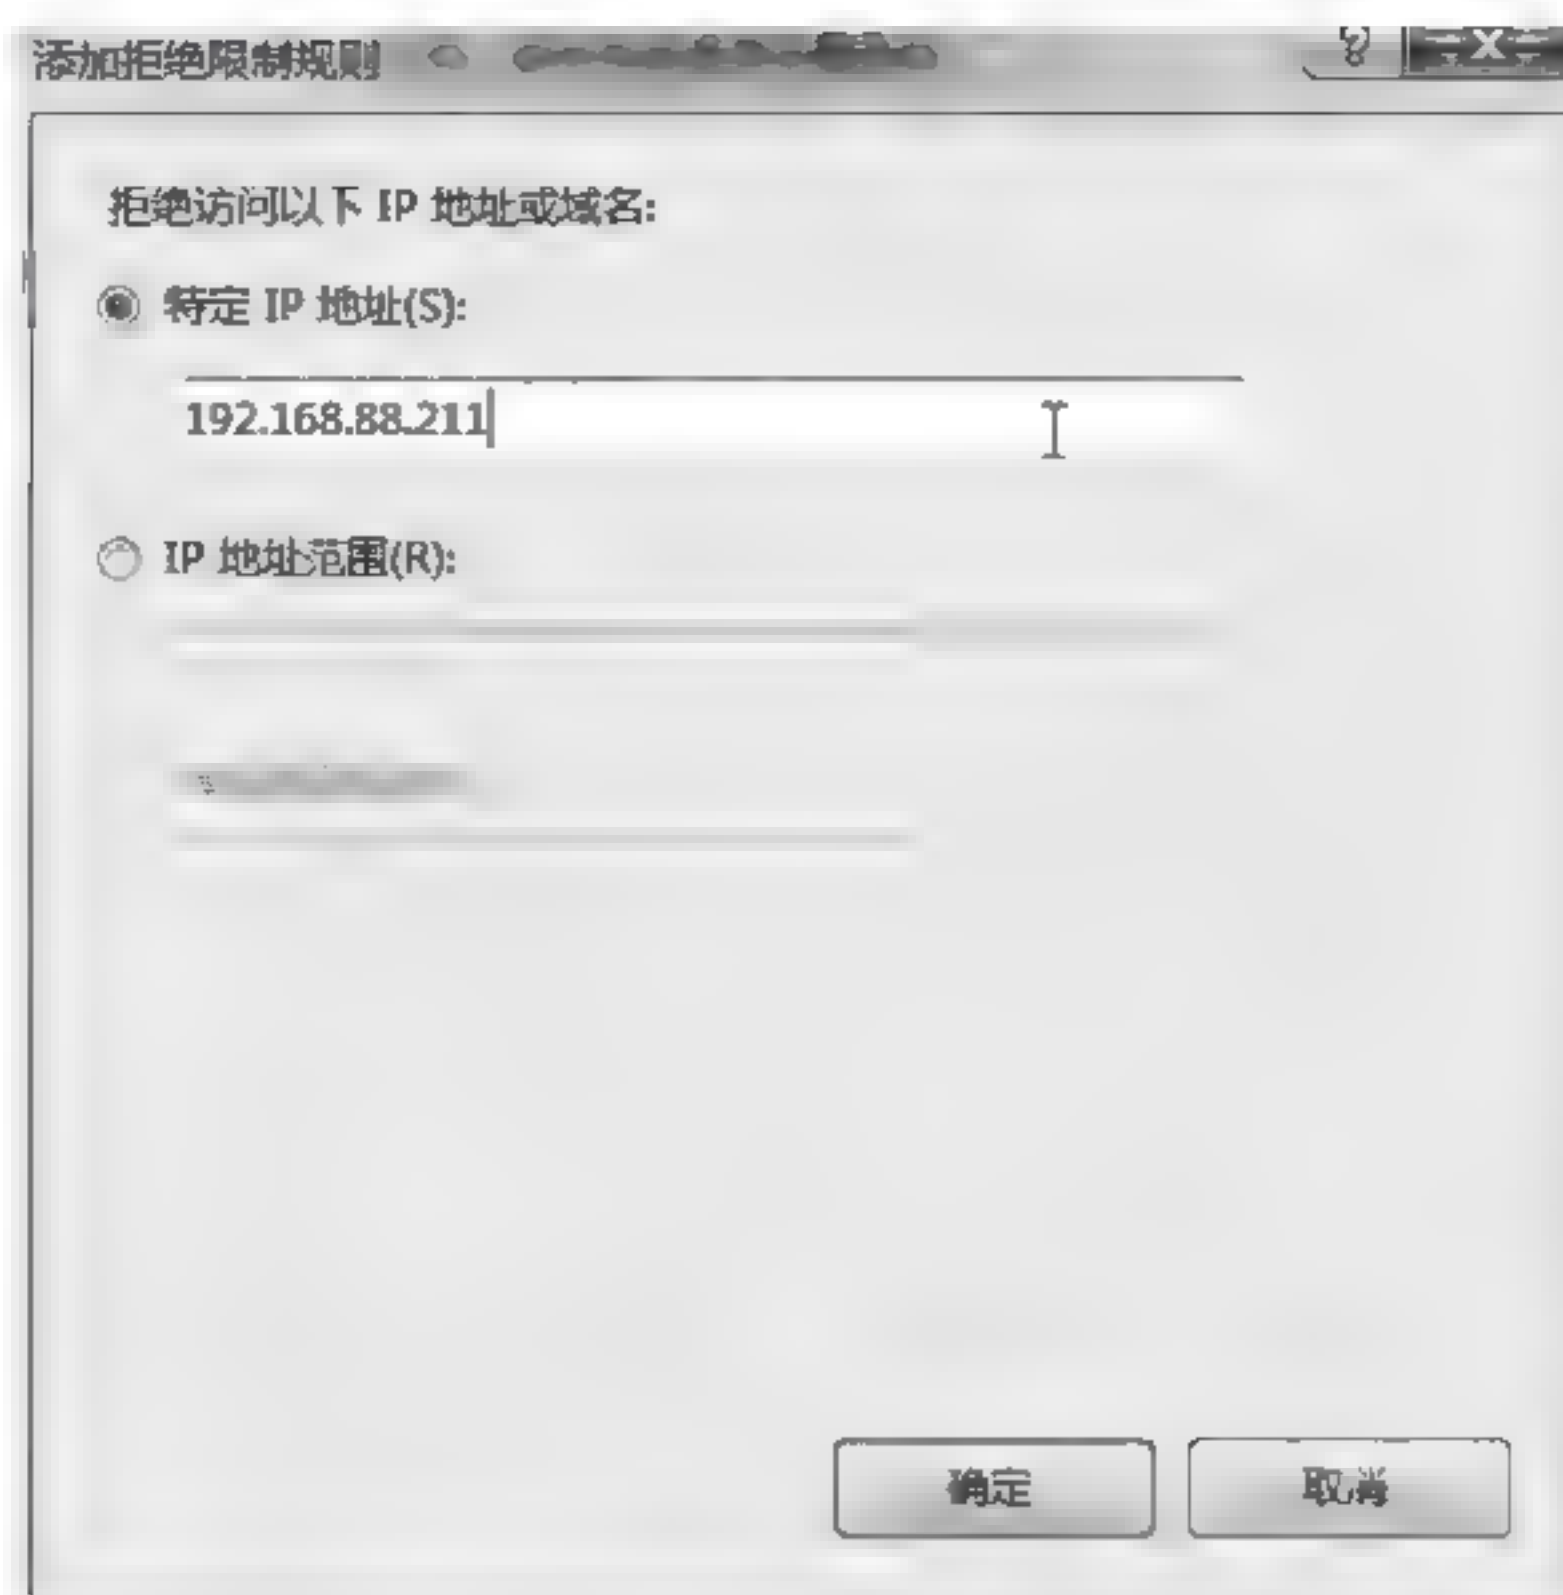 添加拒绝限制规则
拒绝访问以下 IP 地址或域名:
特定 IP 地址(S):
192.168.88.211
IP 地址范围(R):
确定
取消